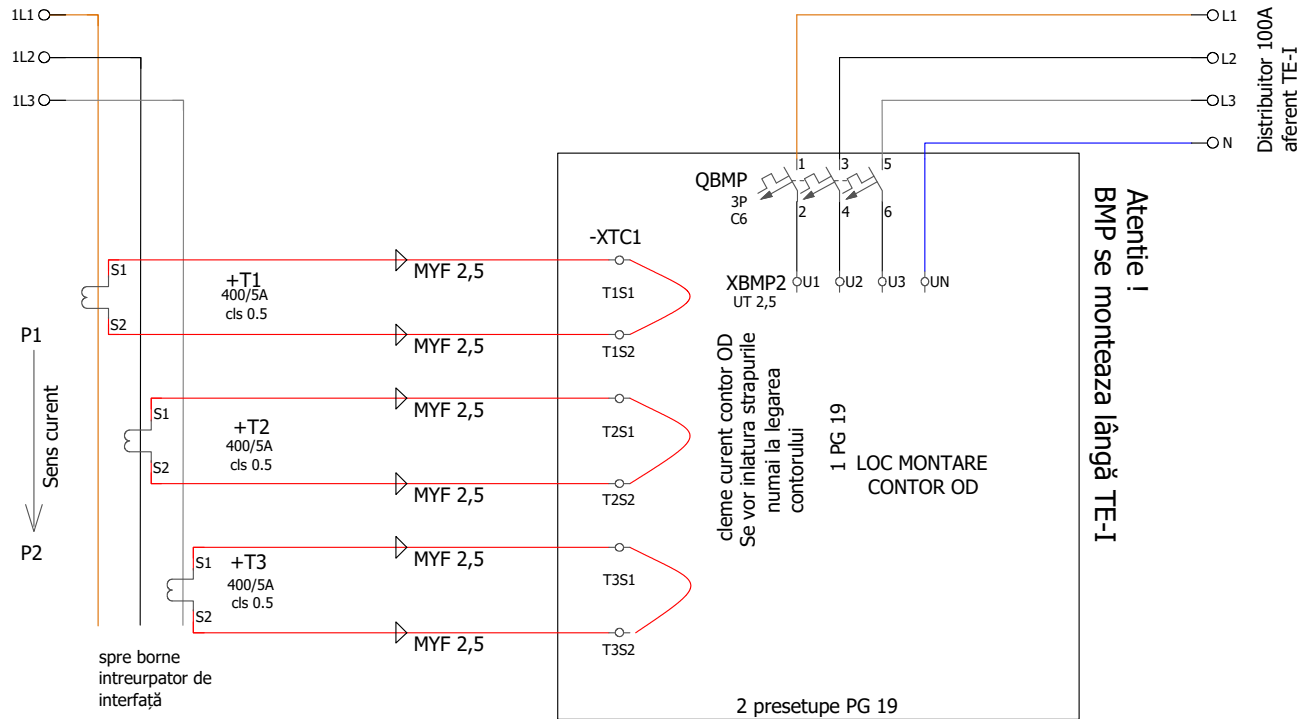 1L1
1L2
1L3
L1
L2
L3
N
Distribuitor 100A
aferent TE-I
QBMP
3P
C6
1
3
5
2
4
6
XBMP2
UT 2,5
U1
U2
U3
UN
-XTC1
S1
S2
+T1
400/5A
cls 0.5
MYF 2,5
MYF 2,5
T1S1
T1S2
P1
Sens curent
P2
S1
S2
+T2
400/5A
cls 0.5
MYF 2,5
MYF 2,5
T2S1
T2S2
S1
S2
+T3
400/5A
cls 0.5
MYF 2,5
MYF 2,5
T3S1
T3S2
cleme curent contor OD
Se vor inlatura strapurile
numai la legarea
contorului
1 PG 19
LOC MONTARE
CONTOR OD
Atentie !
BMP se monteaza lângă TE-I
spre borne
intreurpator de
interfață
2 presetupe PG 19